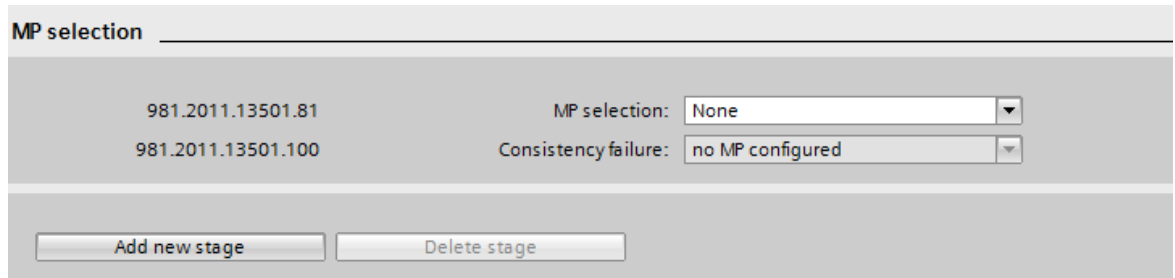 MP selection
981.2011.13501.81 MP selection: None
981.2011.13501.100 Consistency failure: no MP configured
Add new stage Delete stage